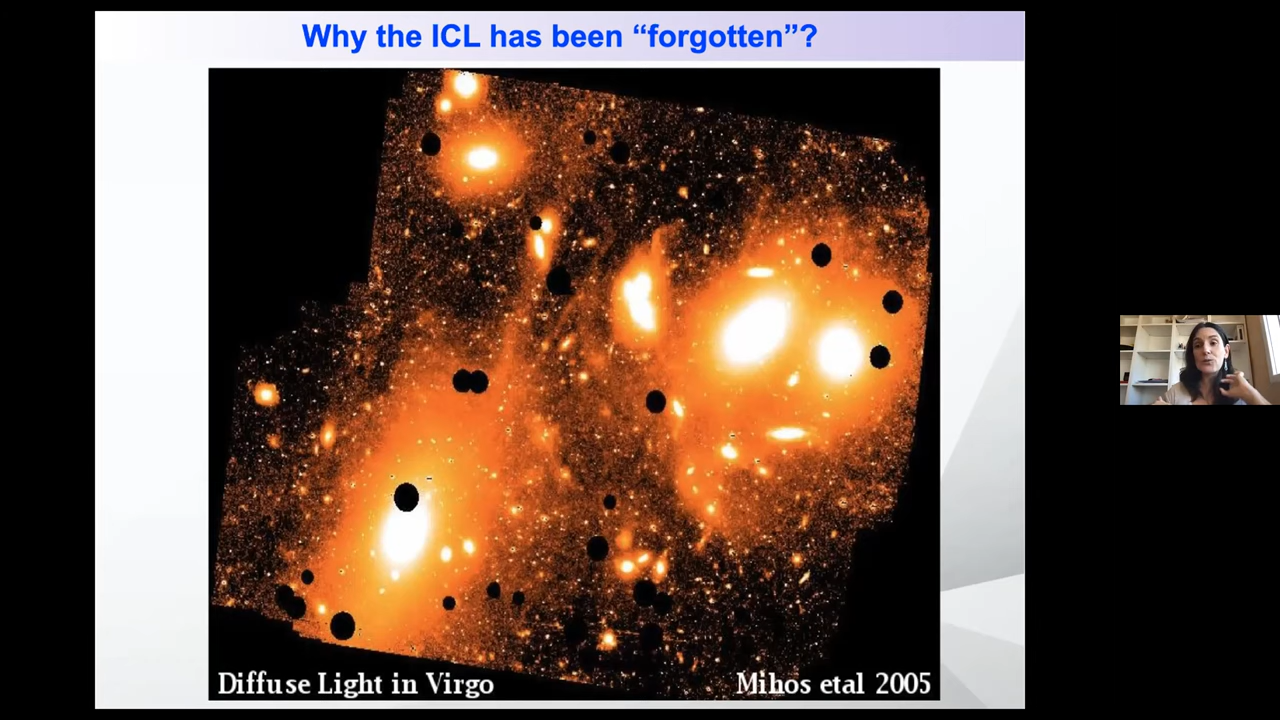 Why the ICL has been “forgotten”?
Diffuse Light in Virgo
Mihos etal 2005